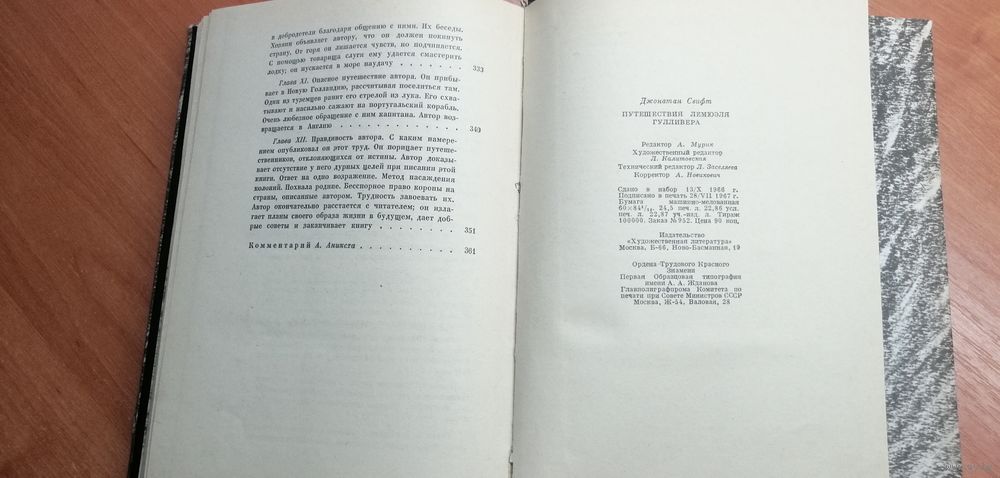 в добродетели благодаря общению с ними. Их беседы.
Хозяин объявляет автору, что он должен покинуть
страну. От горя он лишается чувств, но подчиняется.
С помощью товарища слуги ему удается смастерить
лодку; он пускается в море наудачу . . . . . . . 333
Глава XI. Опасное путешествие автора. Он прибы-
вает в Новую Голландию, рассчитывая поселиться там.
Один из туземцев ранит его стрелой из лука. Его схва-
тывают и насильно сажают на португальский корабль.
Очень любезное обращение с ним капитана. Автор воз-
вращается в Англию . . . . . . . . . . . . . 340
Глава XII. Правдивость автора. С каким намере-
нием опубликовал он этот труд. Он порицает путеше-
ственников, отклоняющихся от истины. Автор доказы-
вает отсутствие у него дурных целей при писании этой
книги. Ответ на одно возражение. Метод насаждения
колоний. Похвала родине. Бесспорное право короны на
страны, описанные автором. Трудность завоевать их.
Автор окончательно расстается с читателем; он изла-
гает планы своего образа жизни в будущем, дает доб-
рые советы и заканчивает книгу . . . . . . . . 351
Комментарий А. Аникста . . . . . . . . . . 361
Джонатан Свифт
ПУТЕШЕСТВИЯ ЛЕМЮЭЛЯ
ГУЛЛИВЕРА
Редактор А. Мурик
Художественный редактор
Л. Калитовская
Технический редактор Л. Заселяева
Корректор А. Новикович
Сдано в набор 13/X 1966 г.
Подписано в печать 28/VII 1967 г.
Бумага машинно-мелованная
60×84¹/₁₆. 24,5 печ. л. 22,86 усл.
печ. л. 22,87 уч.-изд. л. Тираж
100000. Заказ № 952. Цена 90 коп.
Издательство
«Художественная литература»
Москва, Б-66, Ново-Басманная, 19
Ордена Трудового Красного
Знамени
Первая Образцовая типография
имени А. А. Жданова
Главполиграфпрома Комитета по
печати при Совете Министров СССР
Москва, Ж-54, Валовая, 28